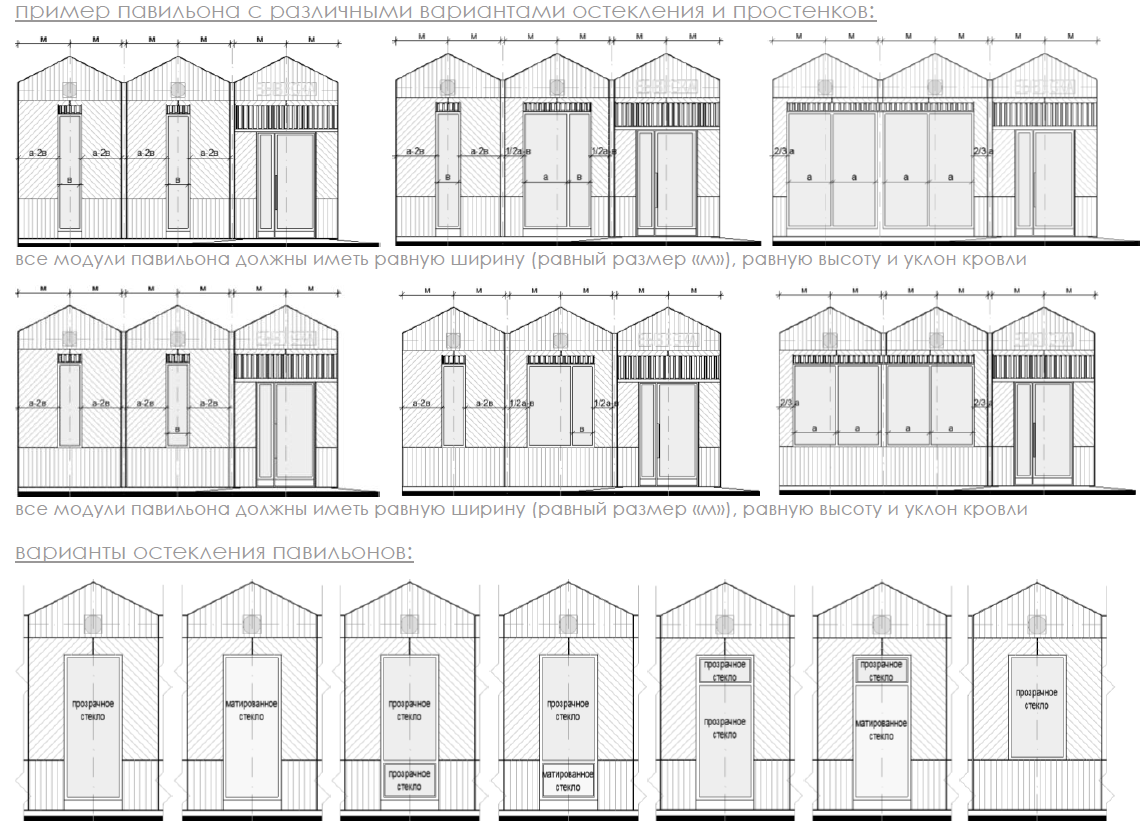 пример павильона с различными вариантами остекления и простенков:
м м м м м м
м м м м м м
м м м м м м
а-2в а-2в а-2в а-2в
а-2в а-2в 1/2а-в 1/2а-в
2/3 а 2/3 а
в в
в а в
а а а а
все модули павильона должны иметь равную ширину (равный размер «м»), равную высоту и уклон кровли
м м м м м м
м м м м м м
м м м м м м
а-2в а-2в а-2в а-2в
а-2в а-2в 1/2а-в 1/2а-в
2/3 а 2/3 а
в
в
а а а а
все модули павильона должны иметь равную ширину (равный размер «м»), равную высоту и уклон кровли
варианты остекления павильонов:
прозрачное
стекло
матированное
стекло
прозрачное
стекло
прозрачное
стекло
прозрачное
стекло
матированное
стекло
прозрачное
стекло
прозрачное
стекло
прозрачное
стекло
матированное
стекло
прозрачное
стекло